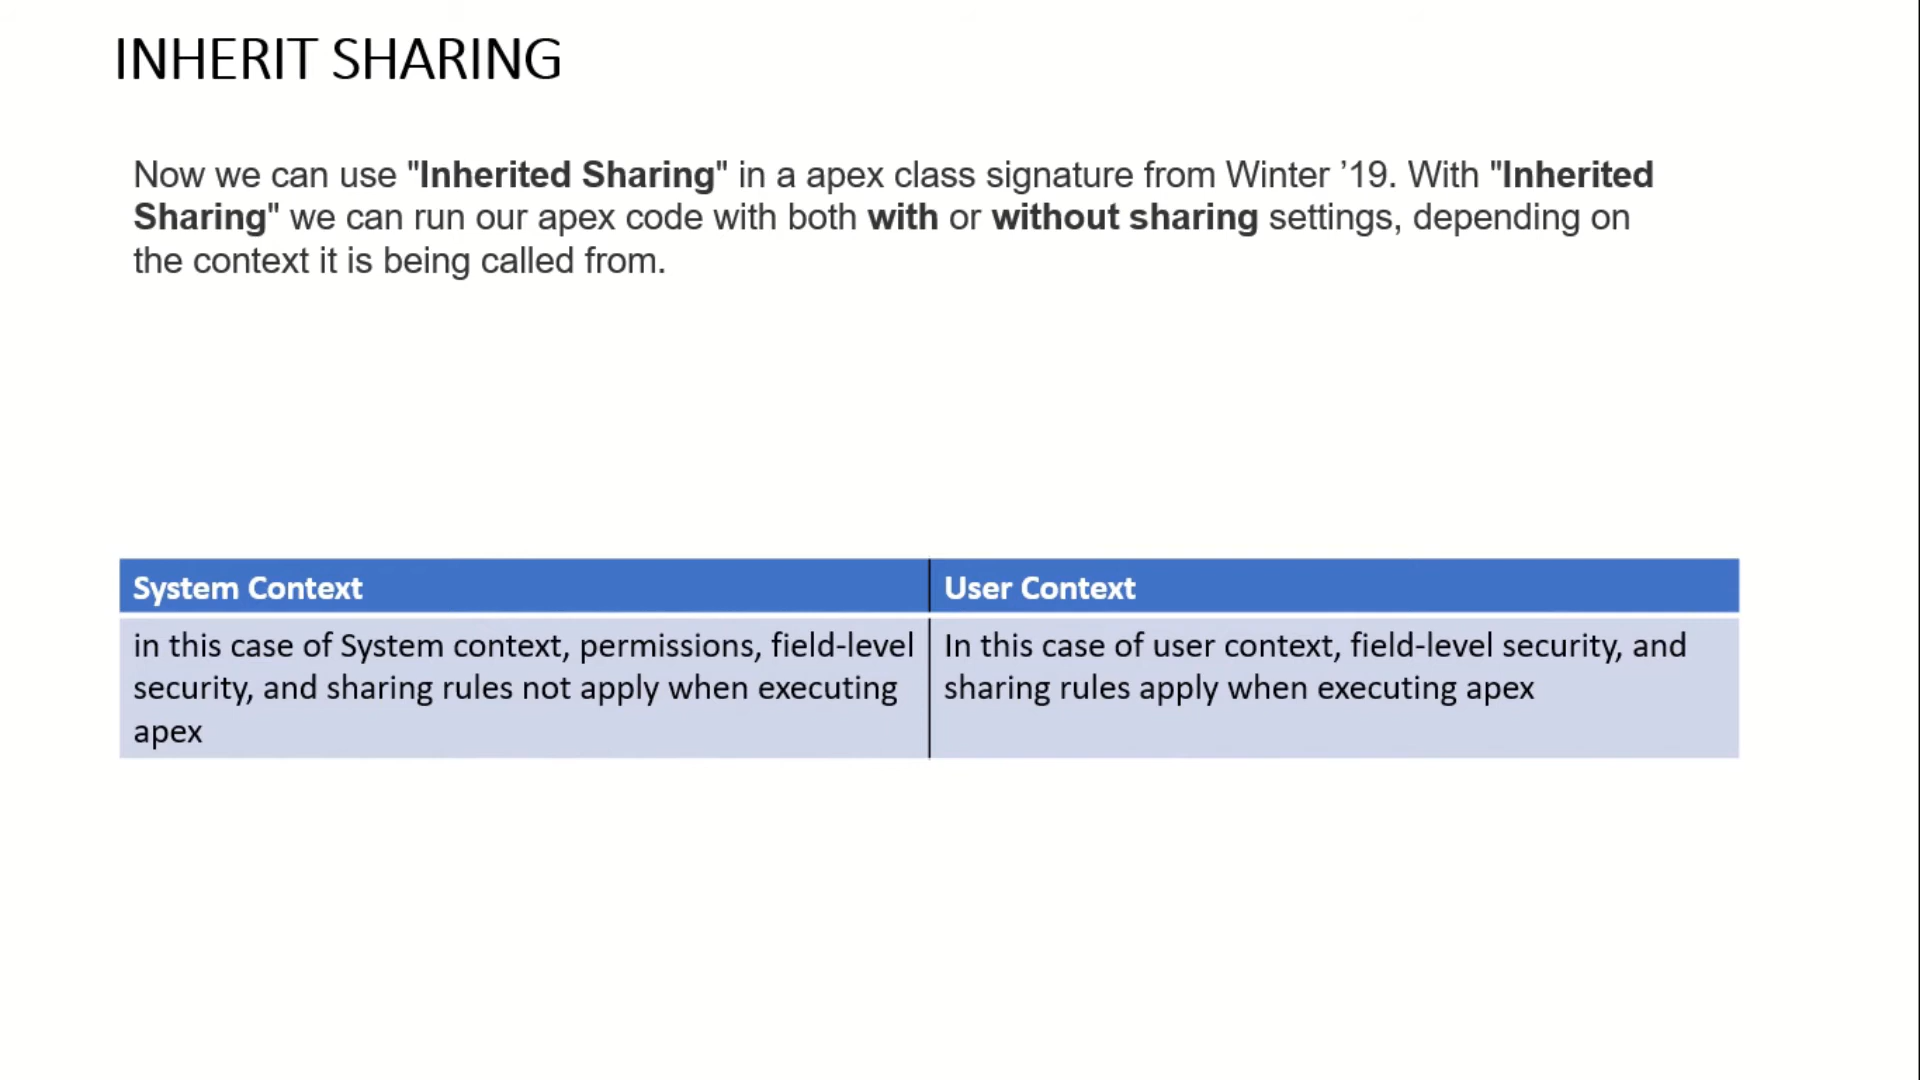 INHERIT SHARING
Now we can use "Inherited Sharing" in a apex class signature from Winter ’19. With "Inherited
Sharing" we can run our apex code with both with or without sharing settings, depending on
the context it is being called from.
System Context
User Context
in this case of System context, permissions, field-level
security, and sharing rules not apply when executing
apex
In this case of user context, field-level security, and
sharing rules apply when executing apex